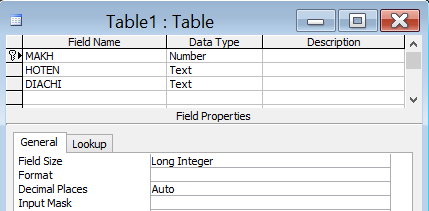 Table1 : Table
Field Name Data Type Description
MAKH Number
HOTEN Text
DIACHI Text
Field Properties
General Lookup
Field Size Long Integer
Format
Decimal Places Auto
Input Mask